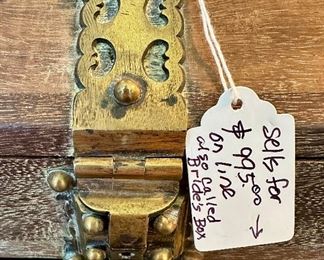 Sells for
$ 995.00 →
on line
also called
Bride's Box